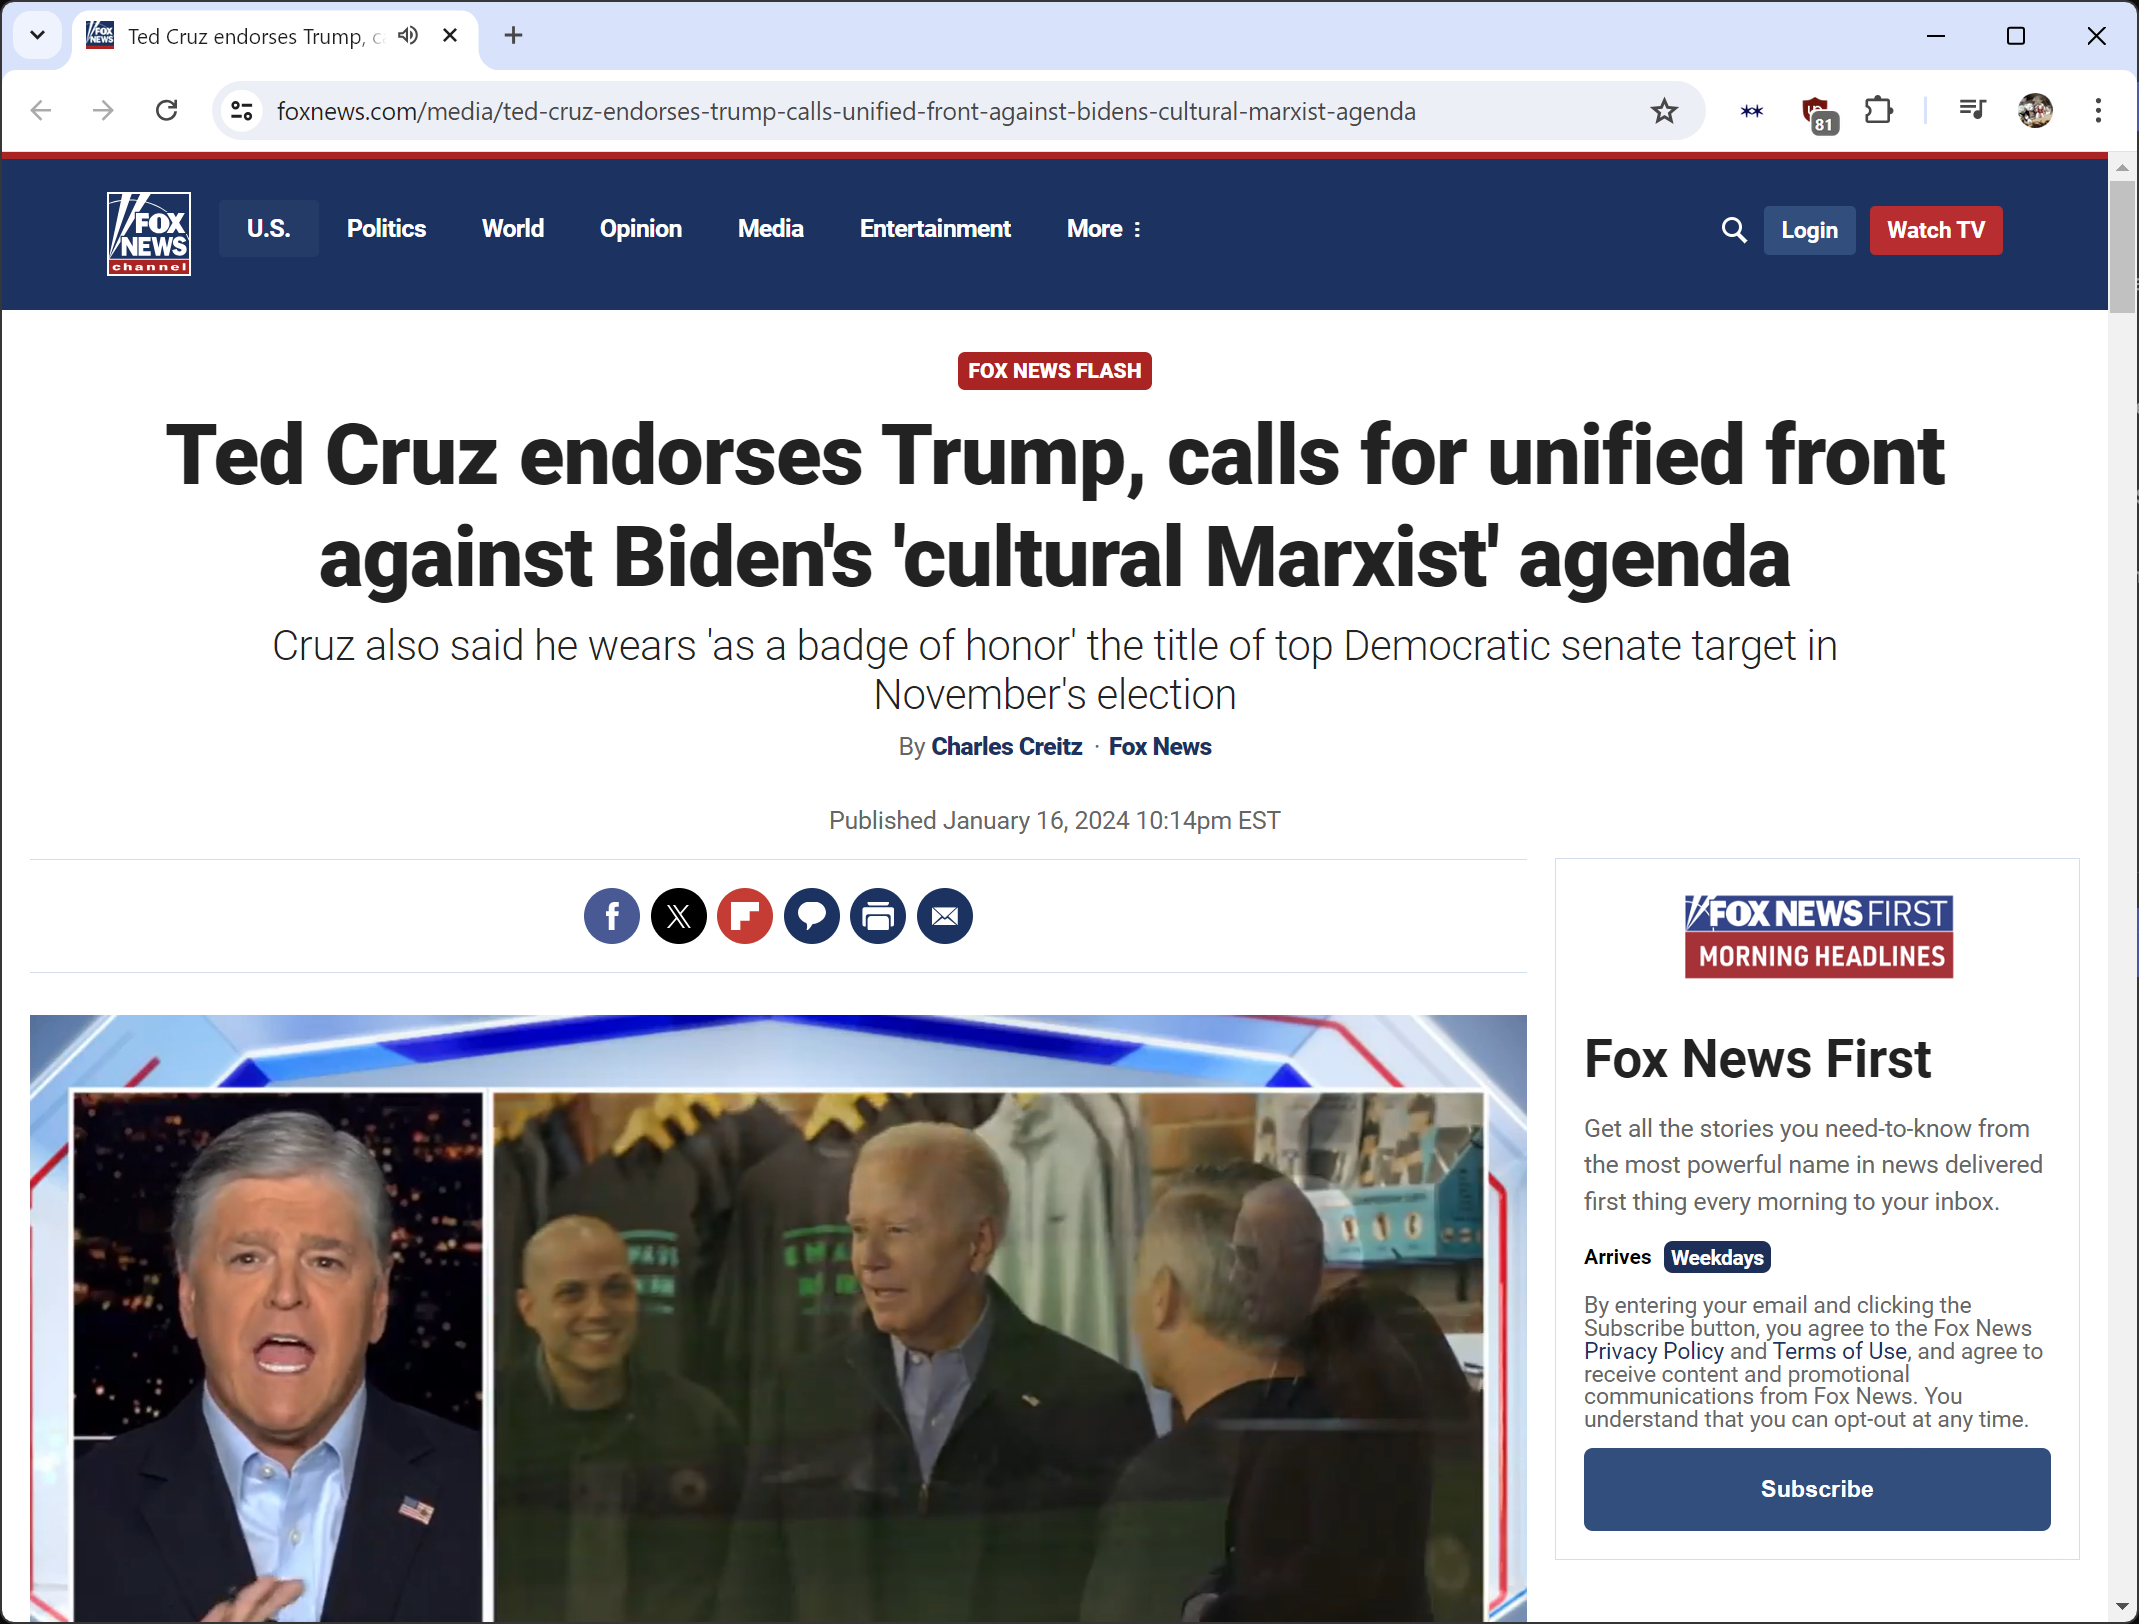 Ted Cruz endorses Trump, c
foxnews.com/media/ted-cruz-endorses-trump-calls-unified-front-against-bidens-cultural-marxist-agenda
81
FOX
NEWS
channel
U.S.
Politics
World
Opinion
Media
Entertainment
More
Login
Watch TV
FOX NEWS FLASH
Ted Cruz endorses Trump, calls for unified front
against Biden's 'cultural Marxist' agenda
Cruz also said he wears 'as a badge of honor' the title of top Democratic senate target in
November's election
By Charles Creitz · Fox News
Published January 16, 2024 10:14pm EST
FOX NEWS FIRST
MORNING HEADLINES
Fox News First
Get all the stories you need-to-know from
the most powerful name in news delivered
first thing every morning to your inbox.
Arrives Weekdays
By entering your email and clicking the
Subscribe button, you agree to the Fox News
Privacy Policy and Terms of Use, and agree to
receive content and promotional
communications from Fox News. You
understand that you can opt-out at any time.
Subscribe